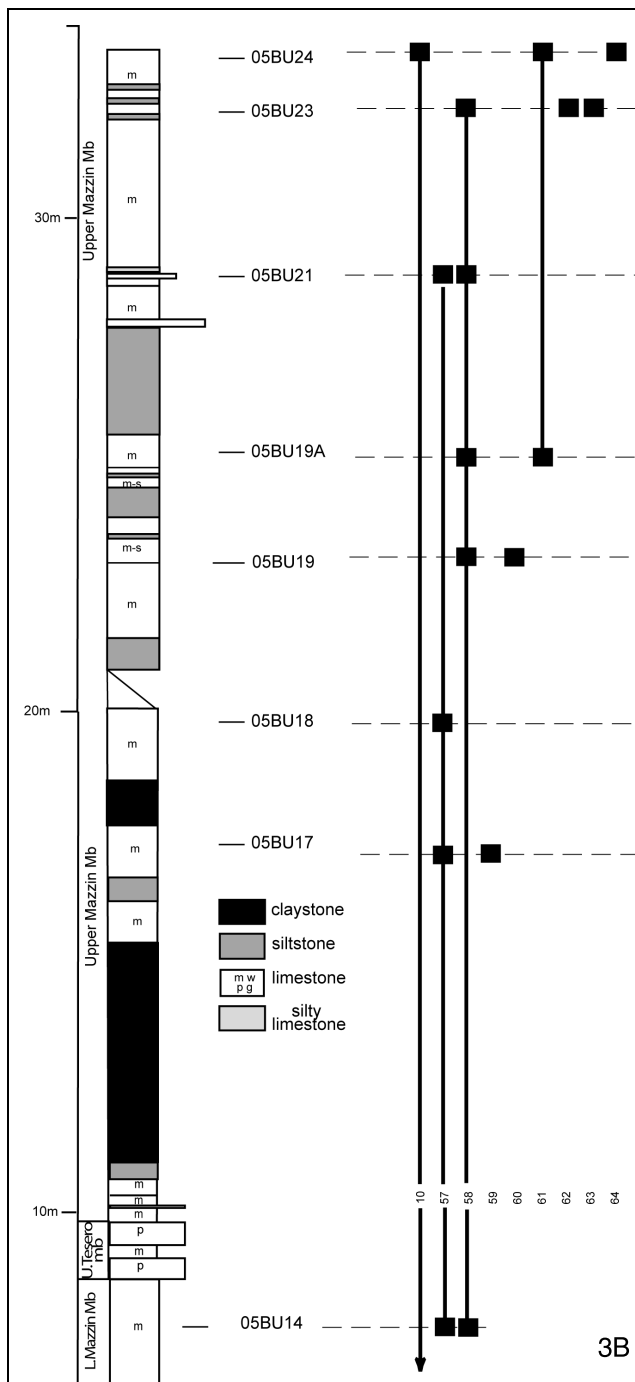 05BU24
m
05BU23
Upper Mazzin Mb
m
30m
05BU21
m
05BU19A
m
m-s
m-s
05BU19
m
20m
05BU18
m
05BU17
m
Upper Mazzin Mb
claystone
m
siltstone
m w
p g
limestone
silty
limestone
m
10 57 58 59 60 61 62 63 64
m
10m
m
U.Tesero
mb
p
m
p
L.Mazzin Mb
m
05BU14
3B